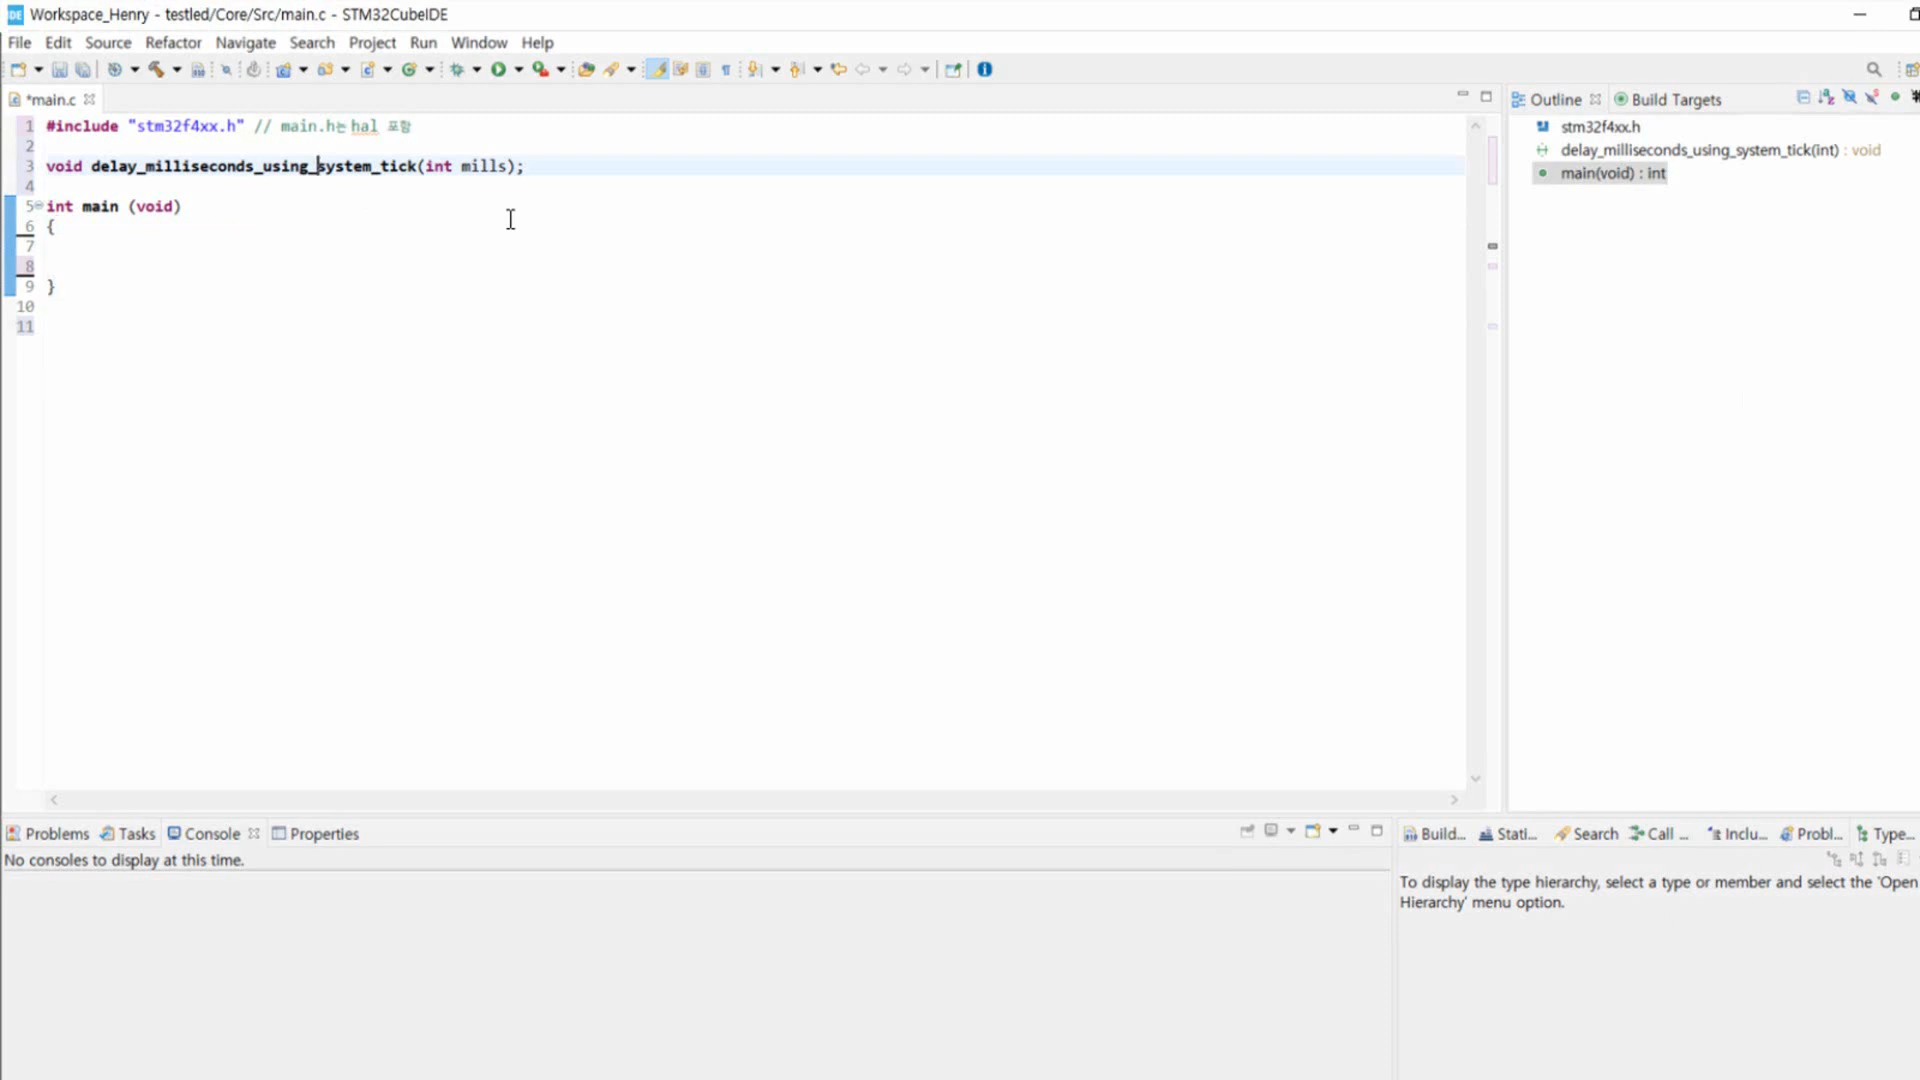 Workspace_Henry - testled/Core/Src/main.c - STM32CubeIDE
File Edit Source Refactor Navigate Search Project Run Window Help
*main.c
Outline Build Targets
1 #include "stm32f4xx.h" // main.h는 hal 포함
2
3 void delay_milliseconds_using_system_tick(int mills);
4
5 int main (void)
6 {
7
8
9 }
10
11
stm32f4xx.h
delay_milliseconds_using_system_tick(int) : void
main(void) : int
Problems Tasks Console Properties
No consoles to display at this time.
Build... Stati... Search Call ... Inclu... Probl... Type...
To display the type hierarchy, select a type or member and select the 'Open
Hierarchy' menu option.